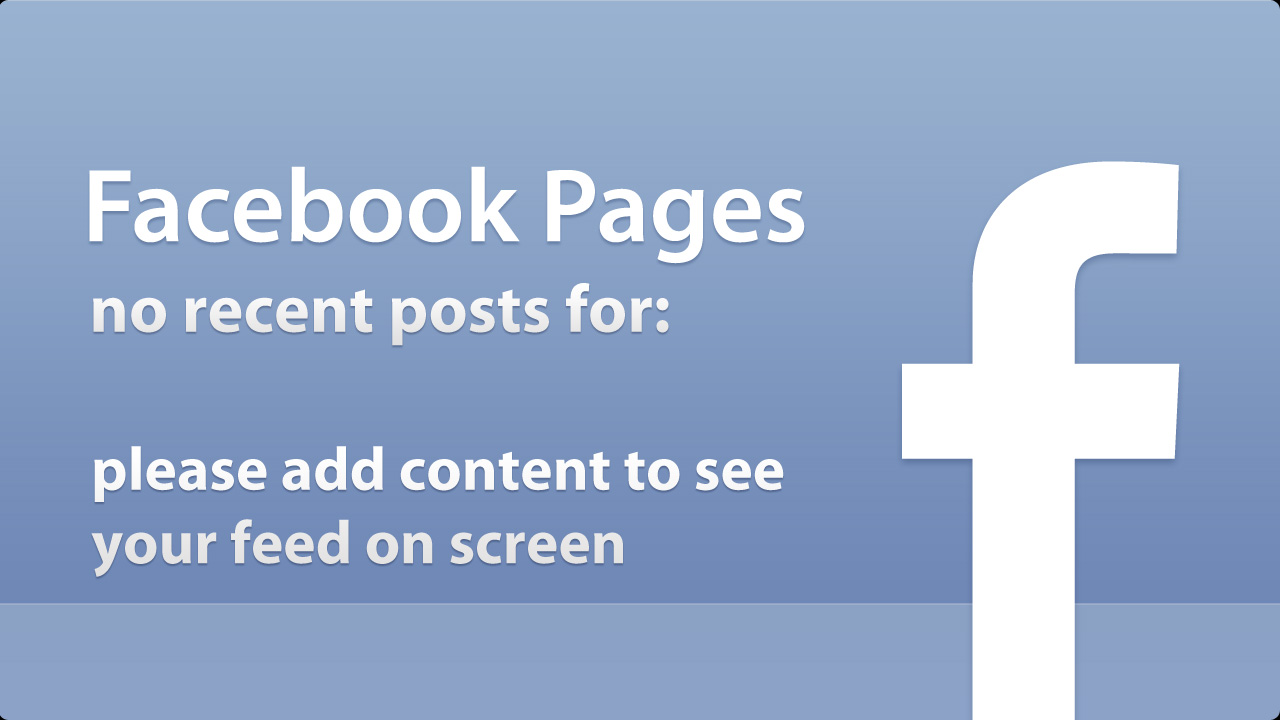 Facebook Pages
no recent posts for:
please add content to see
your feed on screen
f